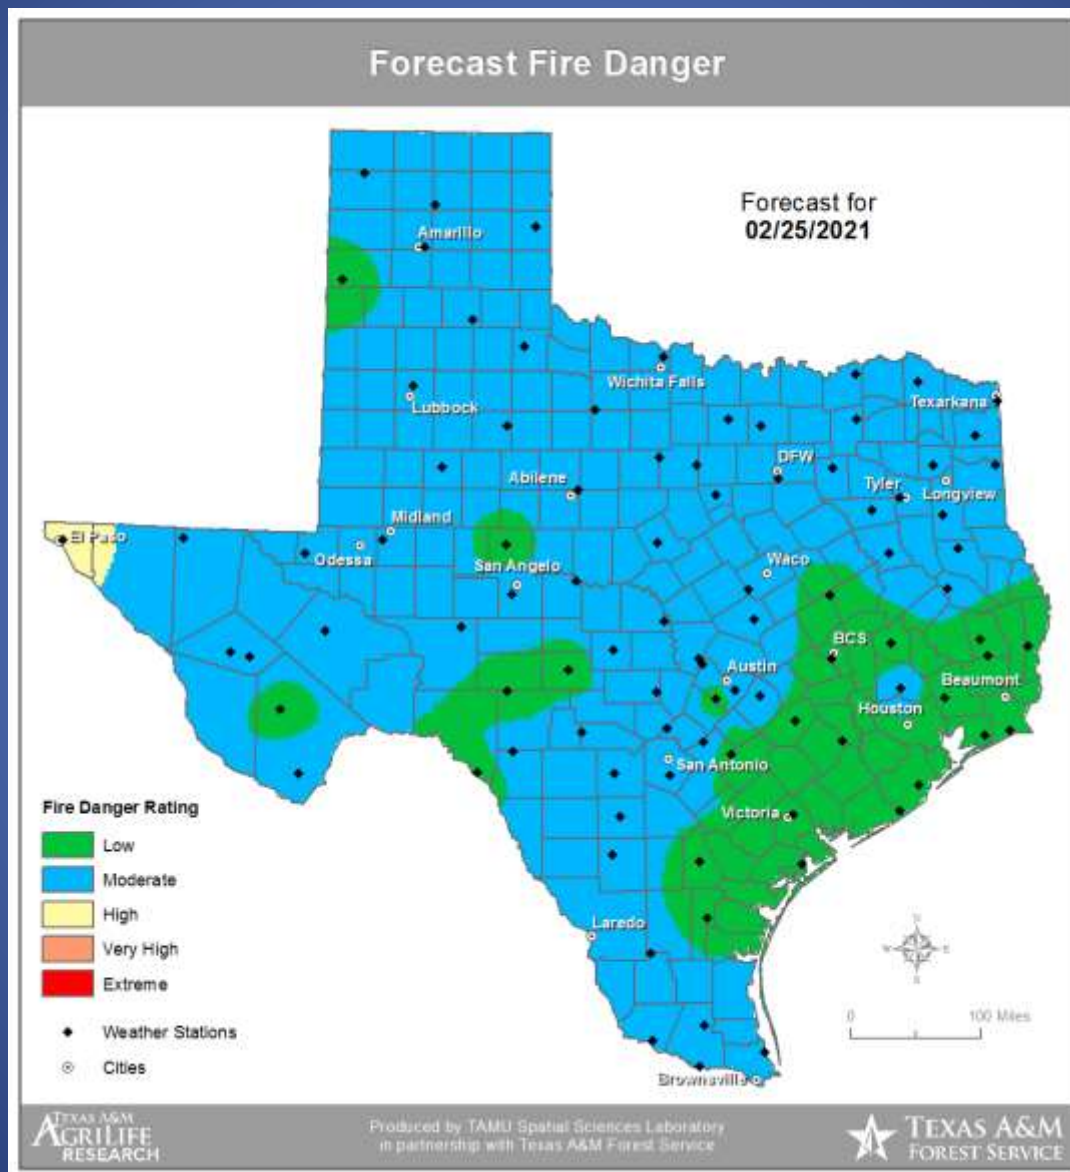 Forecast Fire Danger
Forecast for
02/25/2021
Amarillo
Wichita Falls
Lubbock
Texarkana
DFW
Abilene
Tyler
Longview
Midland
El Paso
Odessa
San Angelo
Waco
BCS
Austin
Beaumont
Houston
San Antonio
Victoria
Laredo
Brownsville
Fire Danger Rating
Low
Moderate
High
Very High
Extreme
Weather Stations
Cities
N
W
E
S
0
100 Miles
TEXAS A&M
AGRILIFE
RESEARCH
Produced by TAMU Spatial Sciences Laboratory
in partnership with Texas A&M Forest Service
TEXAS A&M
FOREST SERVICE